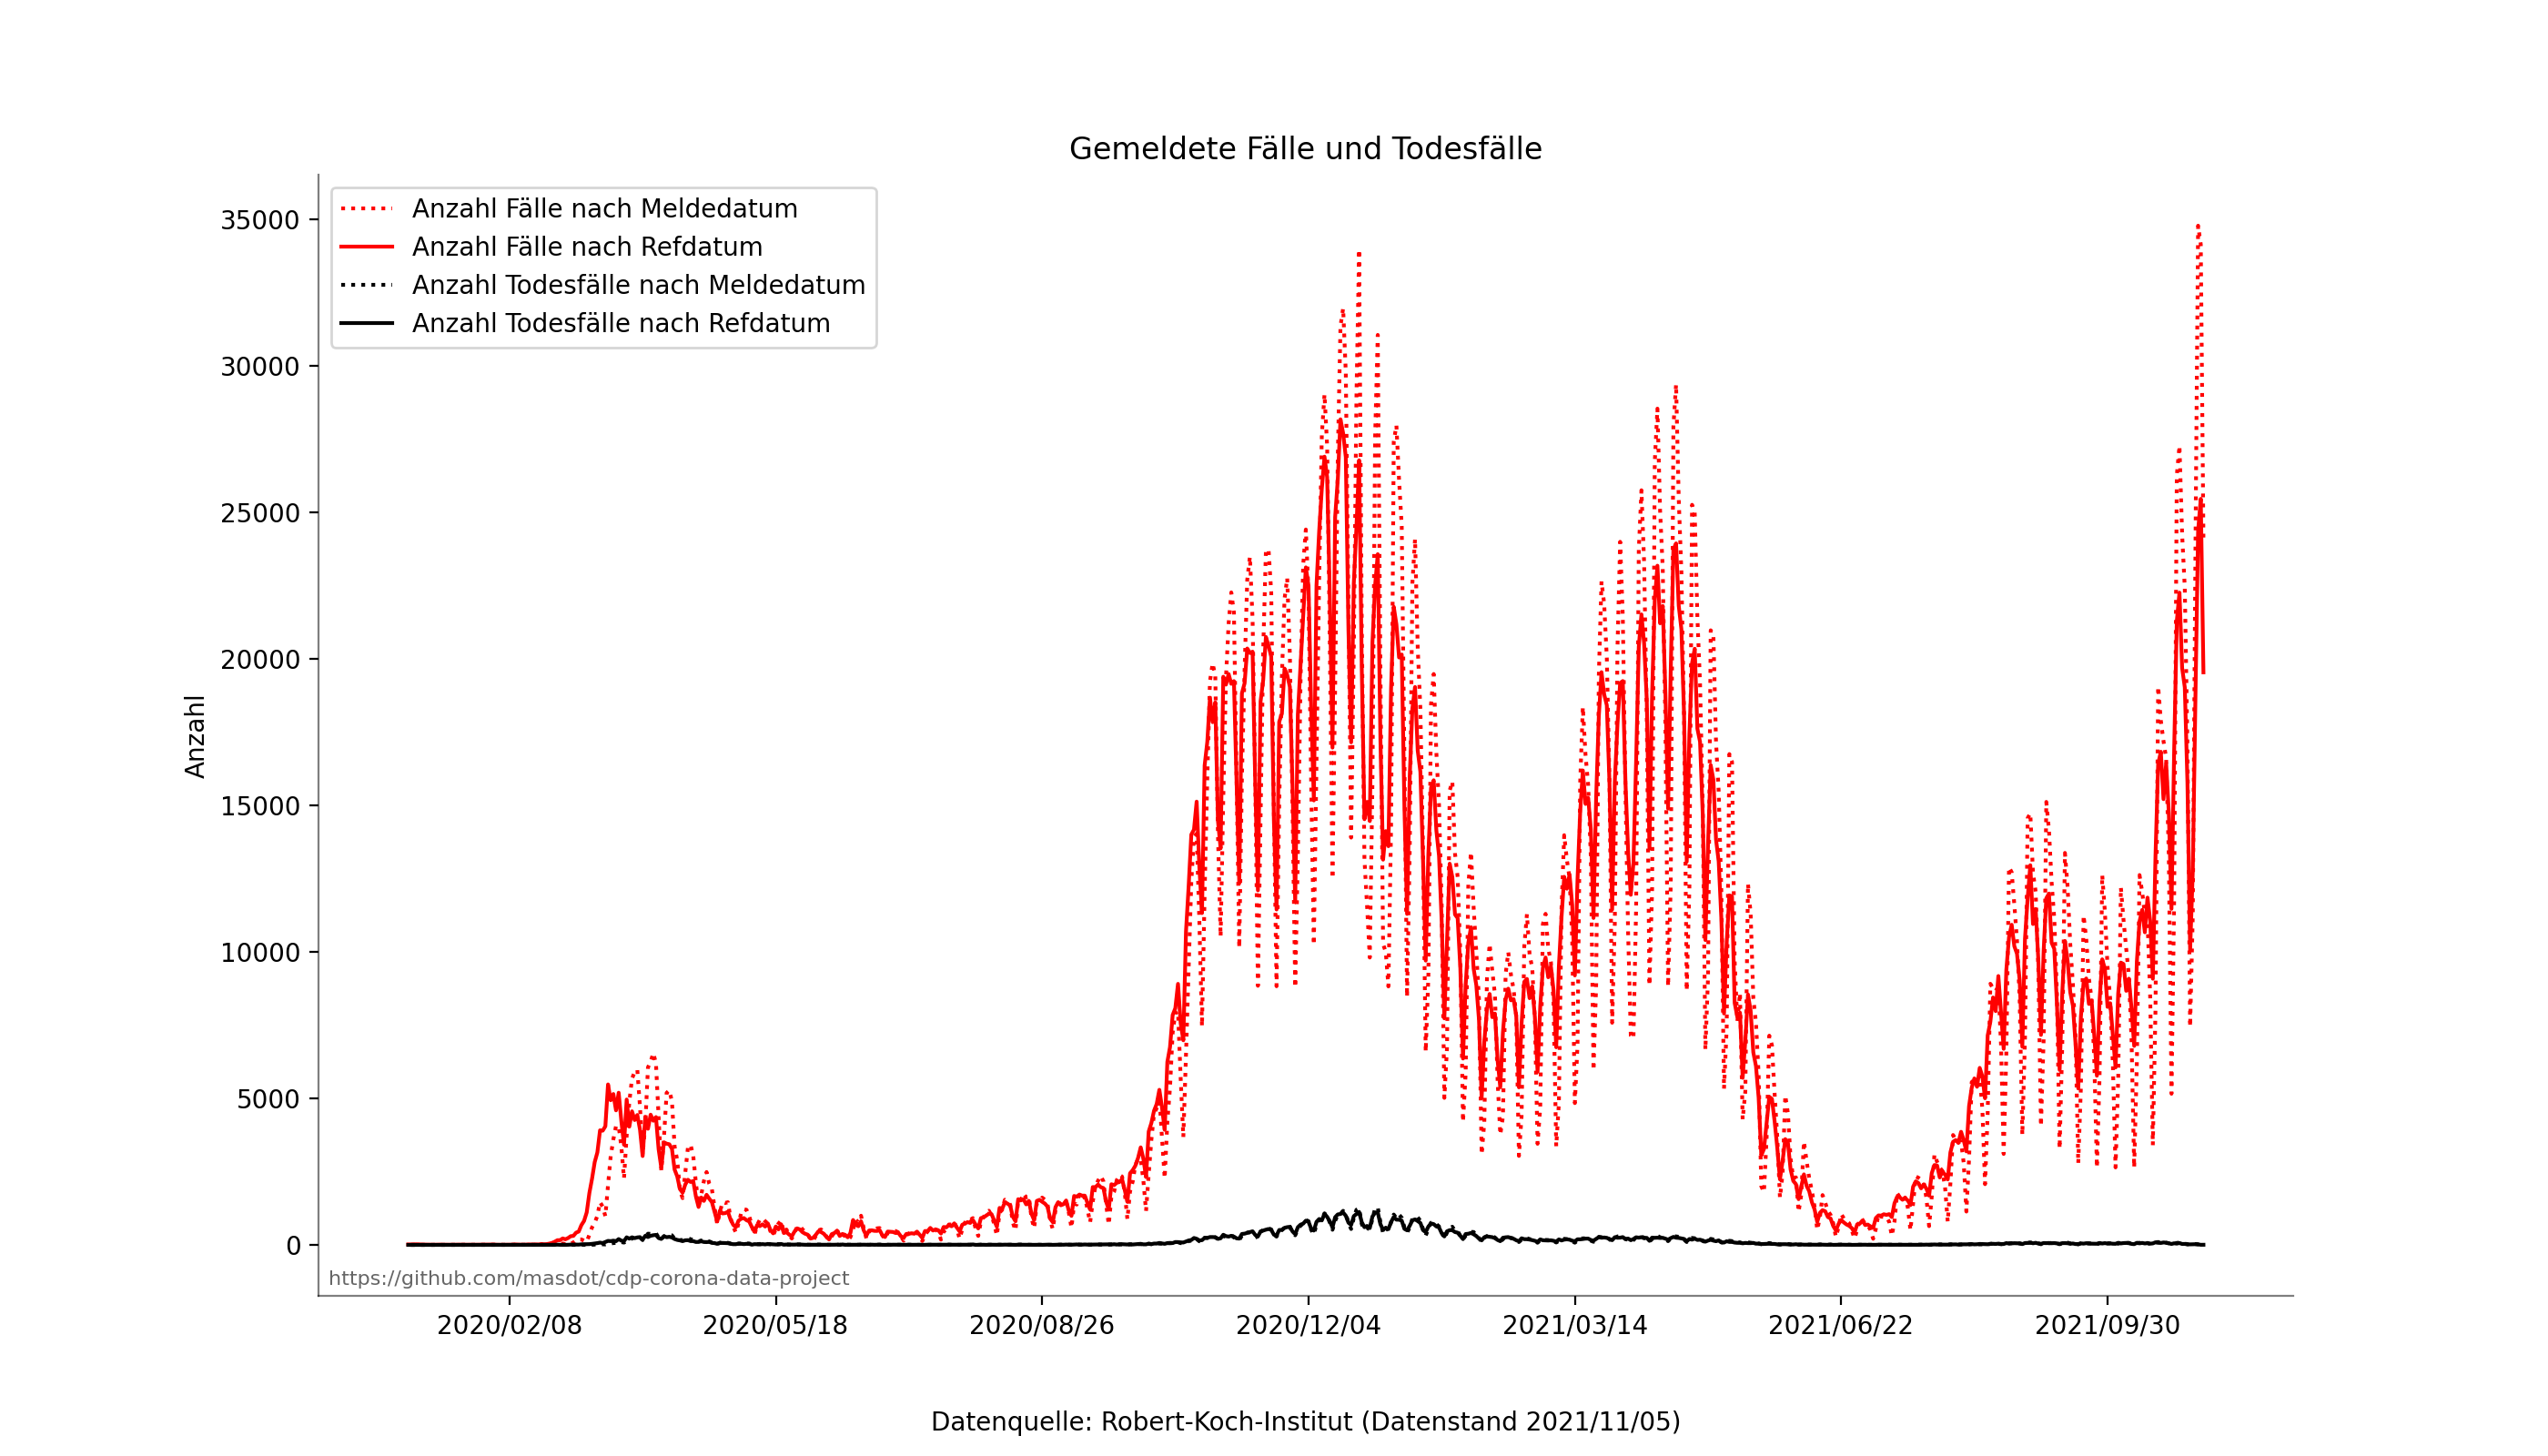 Gemeldete Fälle und Todesfälle
Anzahl Fälle nach Meldedatum
Anzahl Fälle nach Refdatum
Anzahl Todesfälle nach Meldedatum
Anzahl Todesfälle nach Refdatum
35000
30000
25000
20000
15000
10000
5000
0
Anzahl
https://github.com/masdot/cdp-corona-data-project
2020/02/08 2020/05/18 2020/08/26 2020/12/04 2021/03/14 2021/06/22 2021/09/30
Datenquelle: Robert-Koch-Institut (Datenstand 2021/11/05)